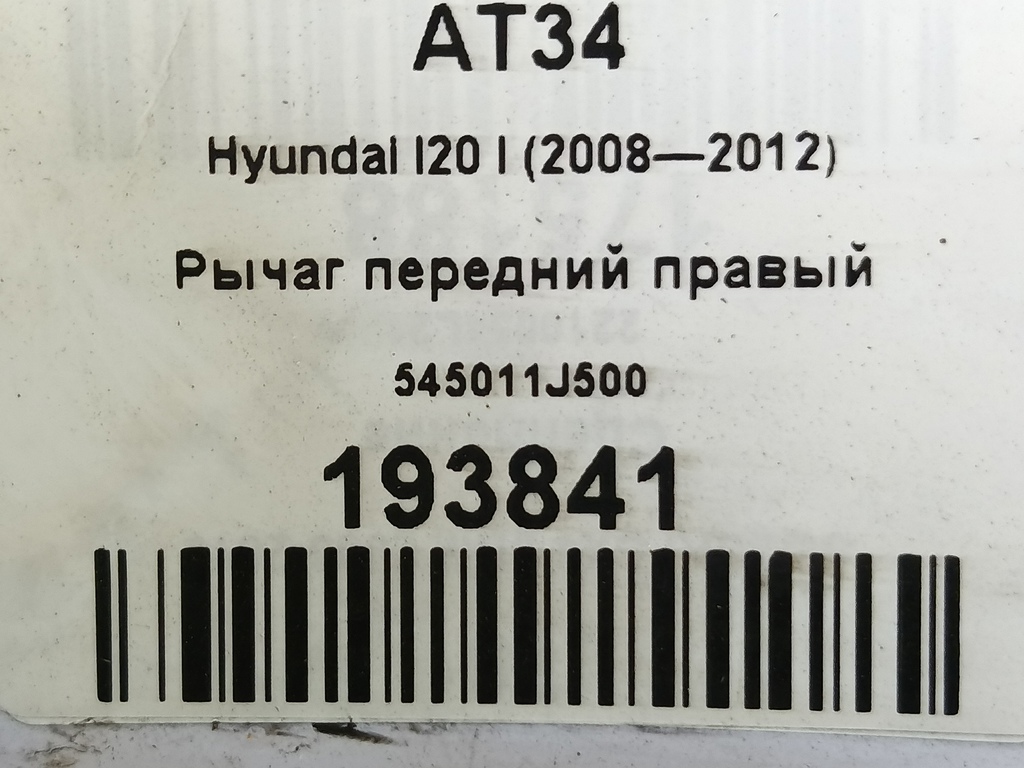 AT34
Hyundai I20 I (2008—2012)
Рычаг передний правый
545011J500
193841